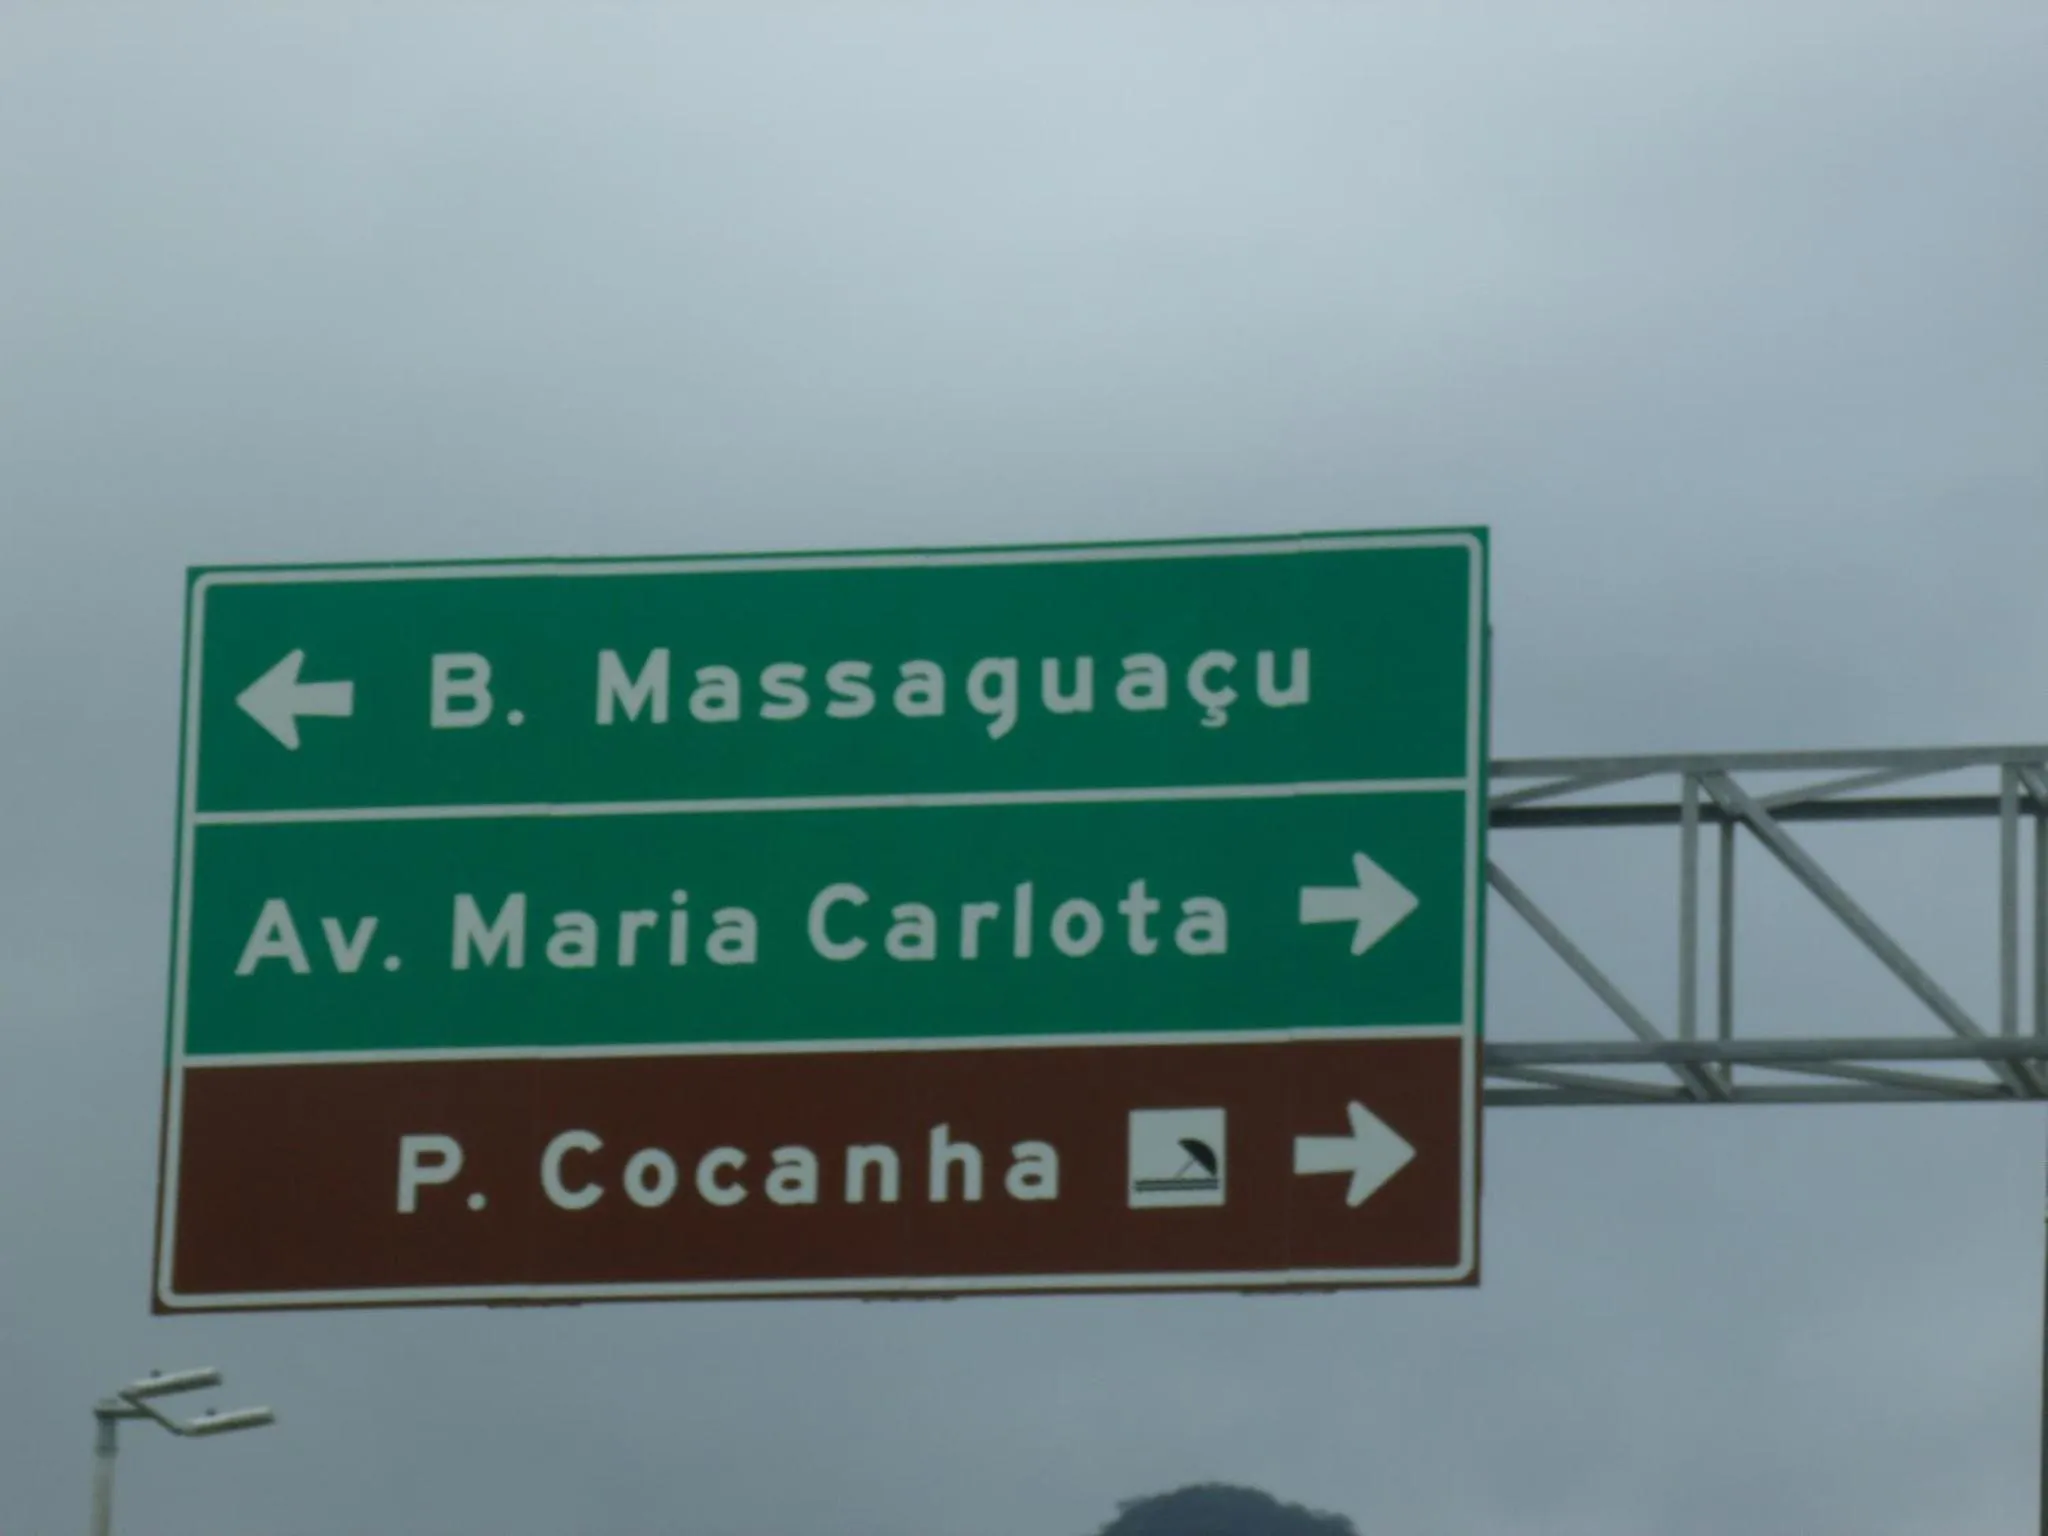 B. Massaguaçu
Av. Maria Carlota
P. Cocanha